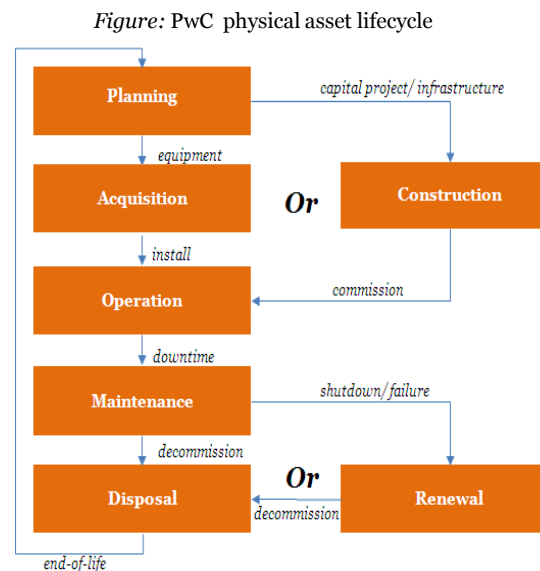 Figure: PwC physical asset lifecycle
Planning
capital project/ infrastructure
equipment
Acquisition
Or
Construction
install
Operation
commission
downtime
Maintenance
shutdown/ failure
decommission
Or
Disposal
decommission
Renewal
end-of-life